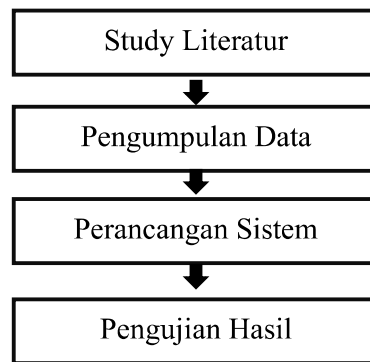 Study Literatur
Pengumpulan Data
Perancangan Sistem
Pengujian Hasil